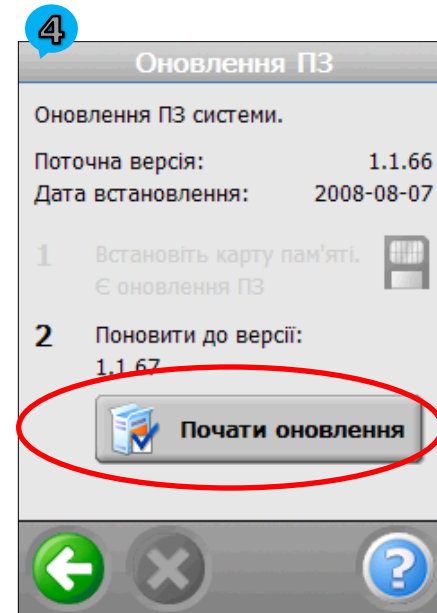 4
Оновлення ПЗ
Оновлення ПЗ системи.
Поточна версія: 1.1.66
Дата встановлення: 2008-08-07
1 Встановіть карту пам'яті.
Є оновлення ПЗ
2 Поновити до версії:
1.1.67
Почати оновлення
?